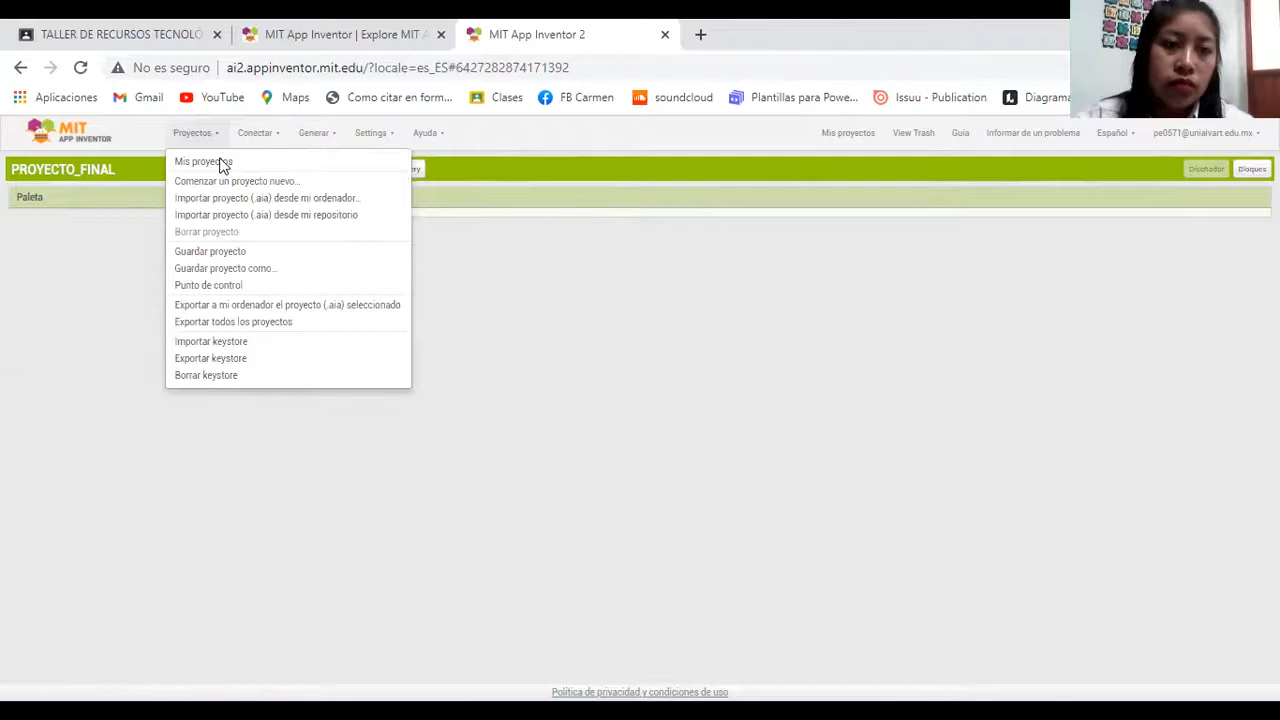 TALLER DE RECURSOS TECNOLÓ
MIT App Inventor | Explore MIT A
MIT App Inventor 2
No es seguro
ai2.appinventor.mit.edu/?locale=es_ES#6427282874171392
Aplicaciones
Gmail
YouTube
Maps
Como citar en form...
Clases
FB Carmen
soundcloud
Plantillas para Powe...
Issuu - Publication
Diagrama
MIT
APP INVENTOR
Proyectos
Conectar
Generar
Settings
Ayuda
Mis proyectos
View Trash
Guía
Informar de un problema
Español
pe0571@unialvart.edu.mx
PROYECTO_FINAL
Diseñador
Bloques
Paleta
Mis proyectos
Comenzar un proyecto nuevo...
Importar proyecto (.aia) desde mi ordenador...
Importar proyecto (.aia) desde mi repositorio
Borrar proyecto
Guardar proyecto
Guardar proyecto como...
Punto de control
Exportar a mi ordenador el proyecto (.aia) seleccionado
Exportar todos los proyectos
Importar keystore
Exportar keystore
Borrar keystore
Política de privacidad y condiciones de uso